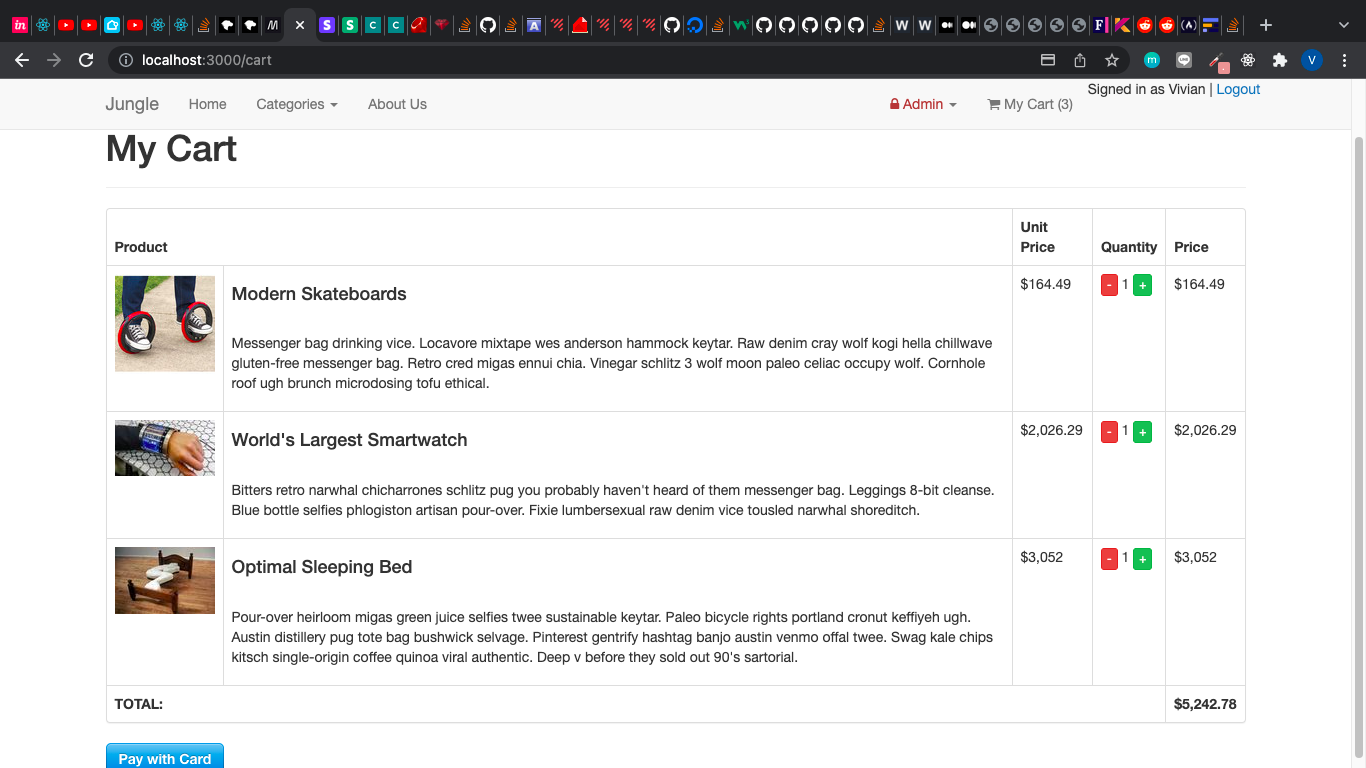 localhost:3000/cart
V
Jungle Home Categories About Us Admin My Cart (3) Signed in as Vivian | Logout
My Cart
Product Unit Price Quantity Price
Modern Skateboards $164.49 - 1 + $164.49
Messenger bag drinking vice. Locavore mixtape wes anderson hammock keytar. Raw denim cray wolf kogi hella chillwave
gluten-free messenger bag. Retro cred migas ennui chia. Vinegar schlitz 3 wolf moon paleo celiac occupy wolf. Cornhole
roof ugh brunch microdosing tofu ethical.
World's Largest Smartwatch $2,026.29 - 1 + $2,026.29
Bitters retro narwhal chicharrones schlitz pug you probably haven't heard of them messenger bag. Leggings 8-bit cleanse.
Blue bottle selfies phlogiston artisan pour-over. Fixie lumbersexual raw denim vice tousled narwhal shoreditch.
Optimal Sleeping Bed $3,052 - 1 + $3,052
Pour-over heirloom migas green juice selfies twee sustainable keytar. Paleo bicycle rights portland cronut keffiyeh ugh.
Austin distillery pug tote bag bushwick selvage. Pinterest gentrify hashtag banjo austin venmo offal twee. Swag kale chips
kitsch single-origin coffee quinoa viral authentic. Deep v before they sold out 90's sartorial.
TOTAL: $5,242.78
Pay with Card